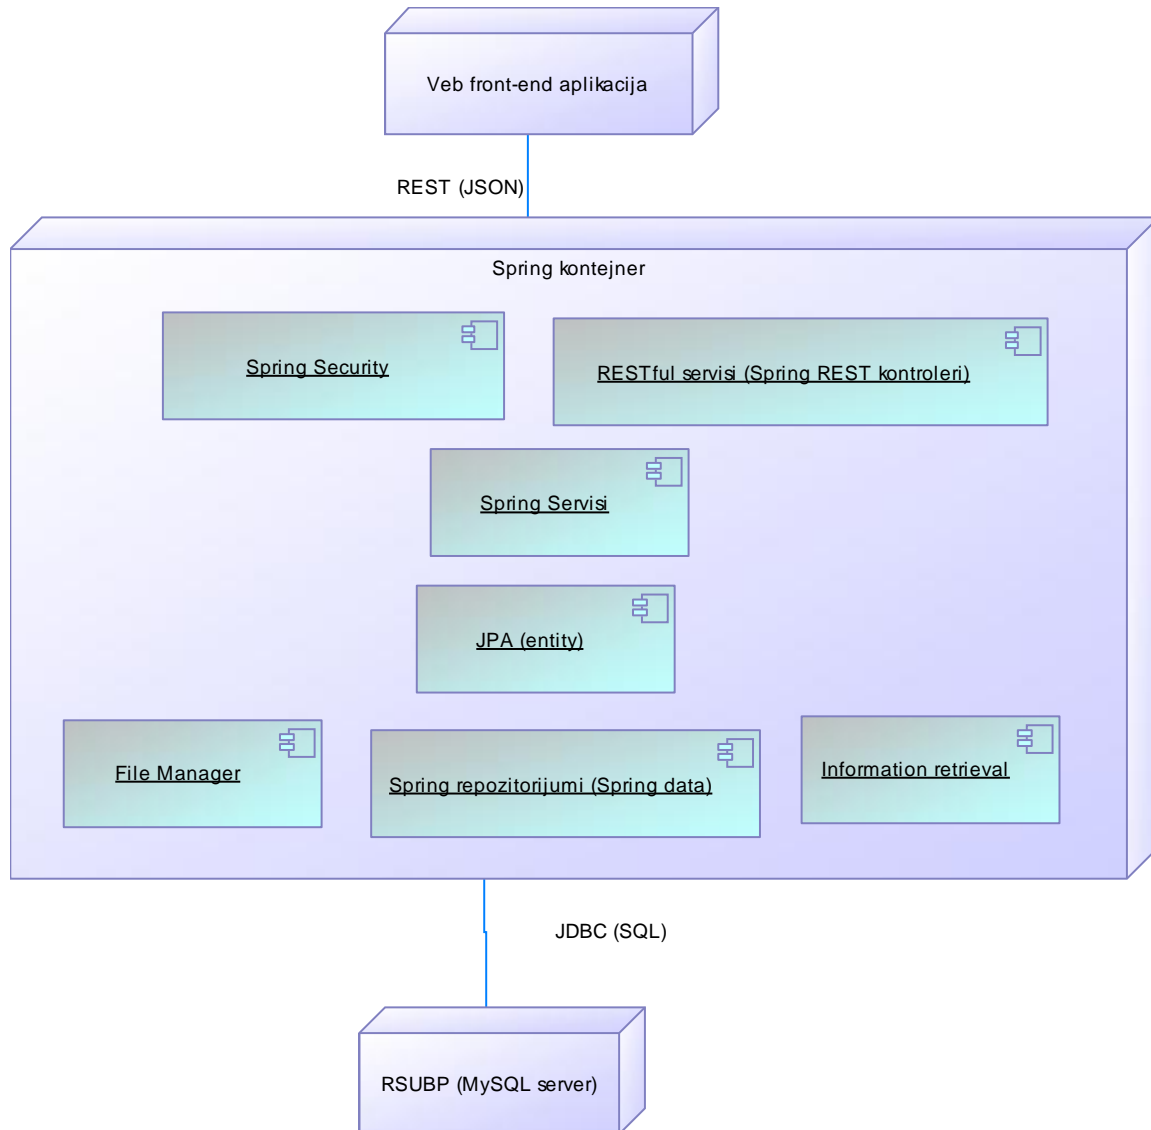 Veb front-end aplikacija
REST (JSON)
Spring kontejner
Spring Security
RESTful servisi (Spring REST kontroleri)
Spring Servisi
JPA (entity)
File Manager
Spring repozitorijumi (Spring data)
Information retrieval
JDBC (SQL)
RSUBP (MySQL server)